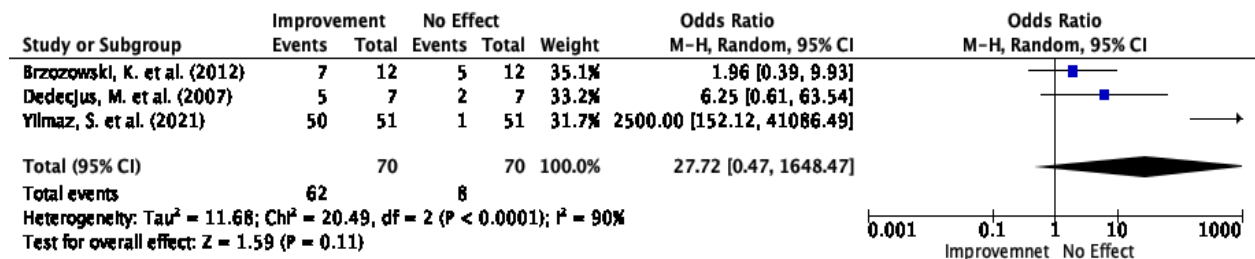 Improvement No Effect Odds Ratio Odds Ratio
Study or Subgroup Events Total Events Total Weight M-H, Random, 95% CI M-H, Random, 95% CI
Brzozowski, K. et al. (2012) 7 12 5 12 35.1% 1.96 [0.39, 9.93]
Dedecjus, M. et al. (2007) 5 7 2 7 33.2% 6.25 [0.61, 63.54]
Yilmaz, S. et al. (2021) 50 51 1 51 31.7% 2500.00 [152.12, 41086.49]
Total (95% CI) 70 70 100.0% 27.72 [0.47, 1648.47]
Total events 62 8
Heterogeneity: Tau² = 11.68; Chi² = 20.49, df = 2 (P < 0.0001); I² = 90%
Test for overall effect: Z = 1.59 (P = 0.11)
0.001 0.1 1 10 1000
Improvemnet No Effect